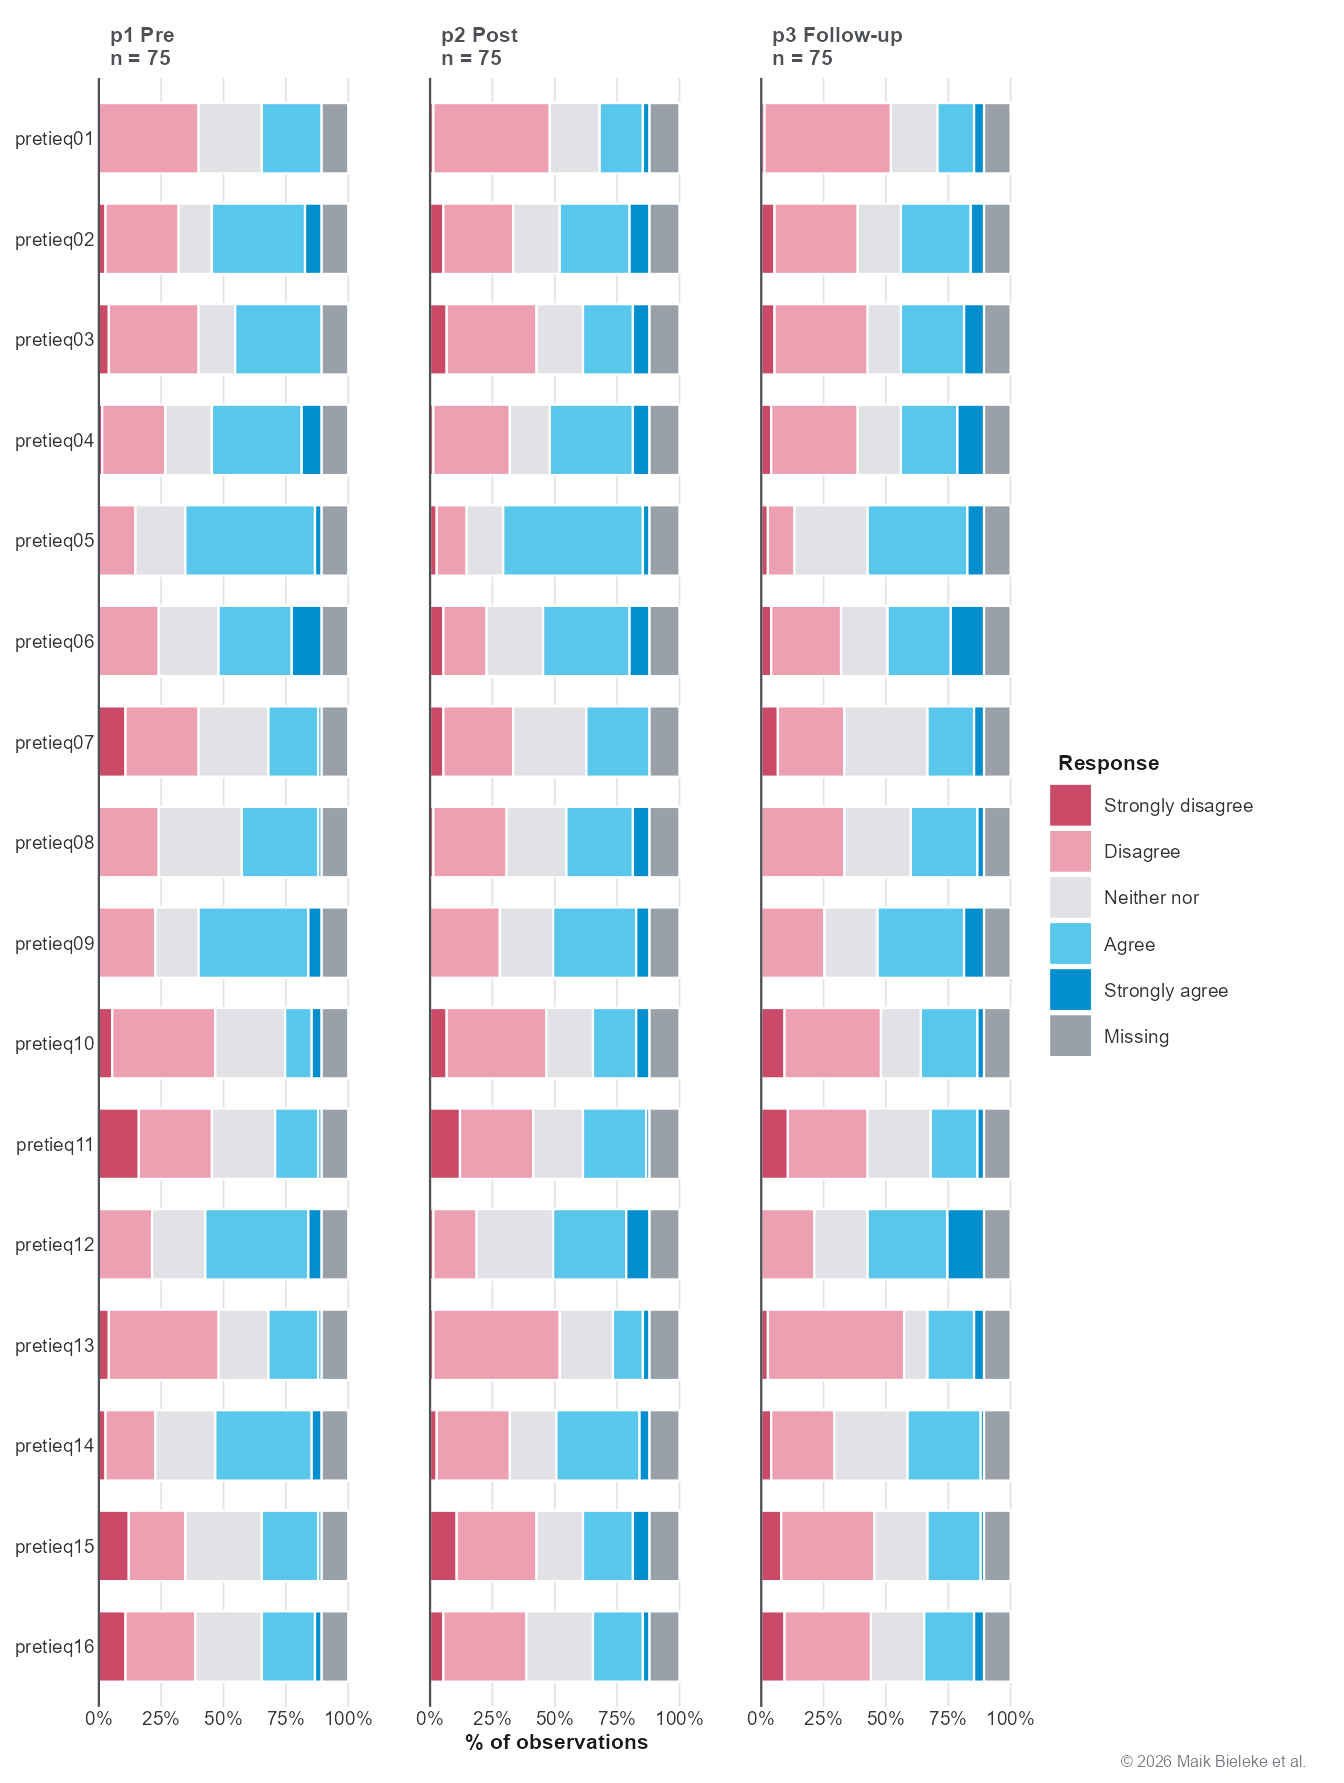 p1 Pre
n = 75
p2 Post
n = 75
p3 Follow-up
n = 75
pretieq01
pretieq02
pretieq03
pretieq04
pretieq05
pretieq06
pretieq07
pretieq08
pretieq09
pretieq10
pretieq11
pretieq12
pretieq13
pretieq14
pretieq15
pretieq16
0% 25% 50% 75% 100%
0% 25% 50% 75% 100%
0% 25% 50% 75% 100%
% of observations
Response
Strongly disagree
Disagree
Neither nor
Agree
Strongly agree
Missing
© 2026 Maik Bieleke et al.